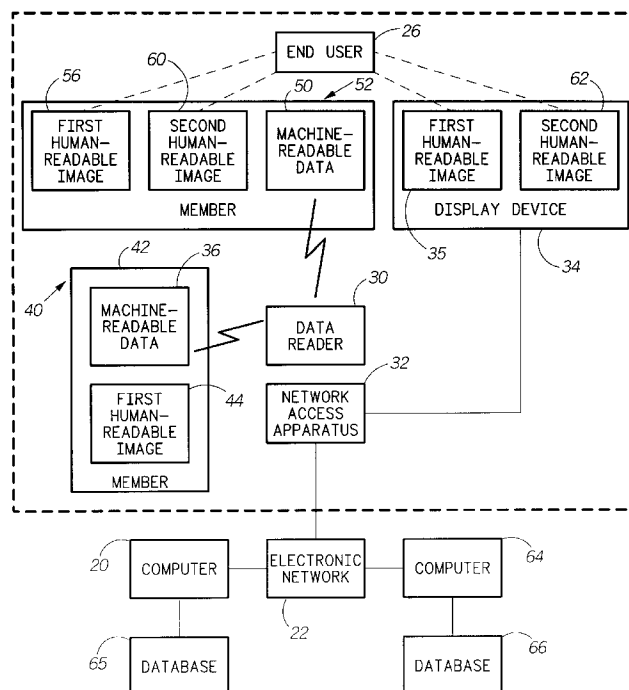 END USER
26
56
60
50
52
62
FIRST
HUMAN-
READABLE
IMAGE
SECOND
HUMAN-
READABLE
IMAGE
MACHINE-
READABLE
DATA
MEMBER
FIRST
HUMAN-
READABLE
IMAGE
SECOND
HUMAN-
READABLE
IMAGE
DISPLAY DEVICE
35
34
42
36
40
MACHINE-
READABLE
DATA
44
FIRST
HUMAN-
READABLE
IMAGE
MEMBER
30
DATA
READER
32
NETWORK
ACCESS
APPARATUS
20
COMPUTER
ELECTRONIC
NETWORK
22
64
COMPUTER
65
DATABASE
66
DATABASE